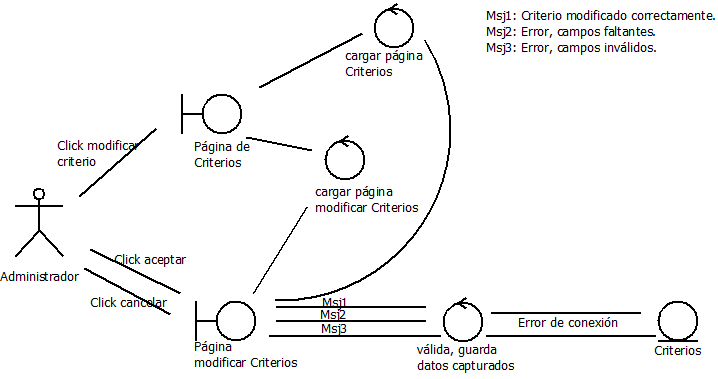 Msj1: Criterio modificado correctamente.
Msj2: Error, campos faltantes.
Msj3: Error, campos inválidos.
cargar página
Criterios
Click modificar
criterio
Página de
Criterios
cargar página
modificar Criterios
Administrador
Click aceptar
Click cancelar
Msj1
Msj2
Msj3
Página
modificar Criterios
válida, guarda
datos capturados
Error de conexión
Criterios